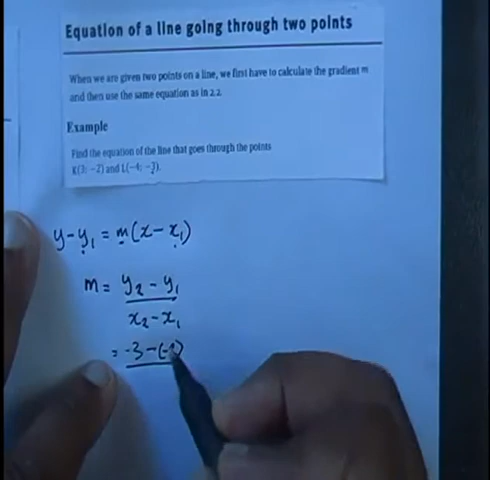 Equation of a line going through two points
When we are given two points on a line, we first have to calculate the gradient m
and then use the same equation as in 2.2
Example
Find the equation of the line that goes through the points
K(3; −2) and L(−4; −3).
y − y₁ = m(x − x₁)
m = y₂ − y₁
x₂ − x₁
= −3 − (−2)